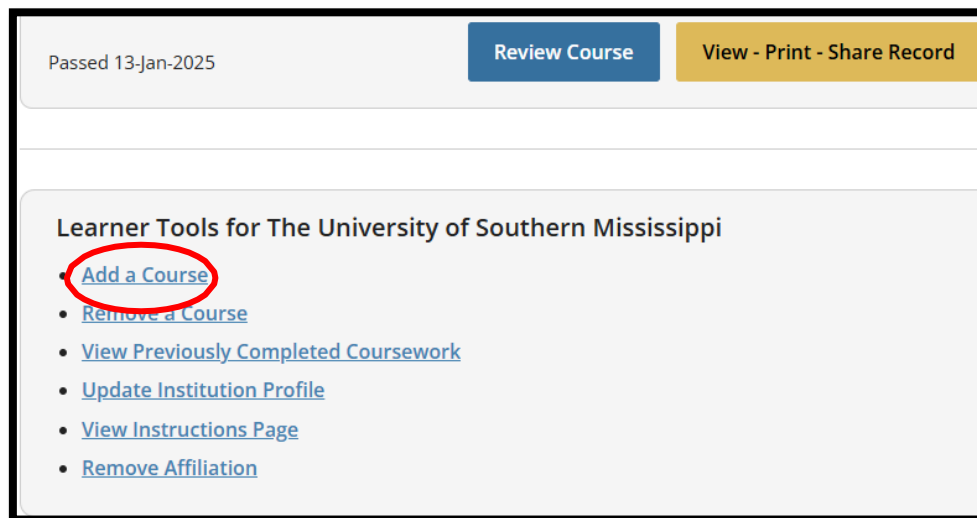 Passed 13-Jan-2025
Review Course
View - Print - Share Record
Learner Tools for The University of Southern Mississippi
Add a Course
Remove a Course
View Previously Completed Coursework
Update Institution Profile
View Instructions Page
Remove Affiliation